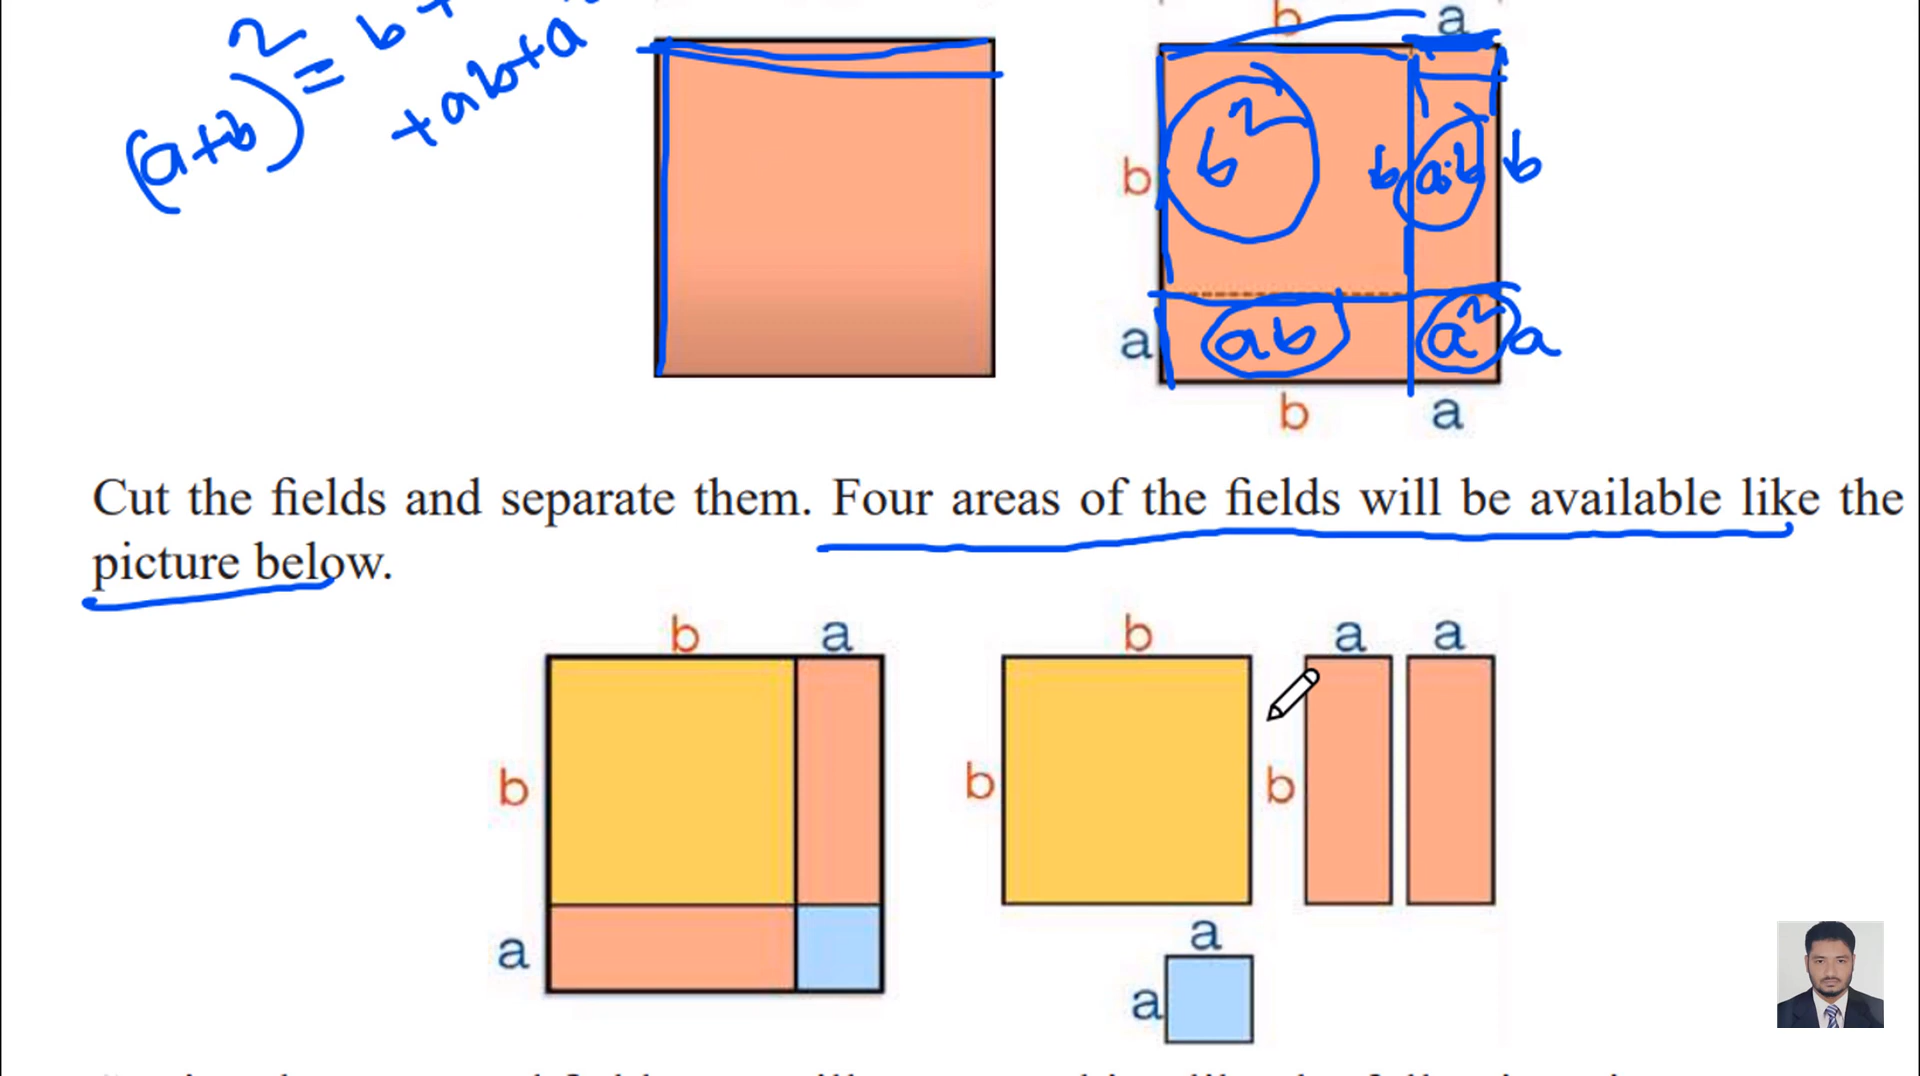 (a+b)² = b+
+ab+a
b a
b b² b a·b b
a ab a² a
b a
Cut the fields and separate them. Four areas of the fields will be available like the
picture below.
b a b a a
b b b
a a
a